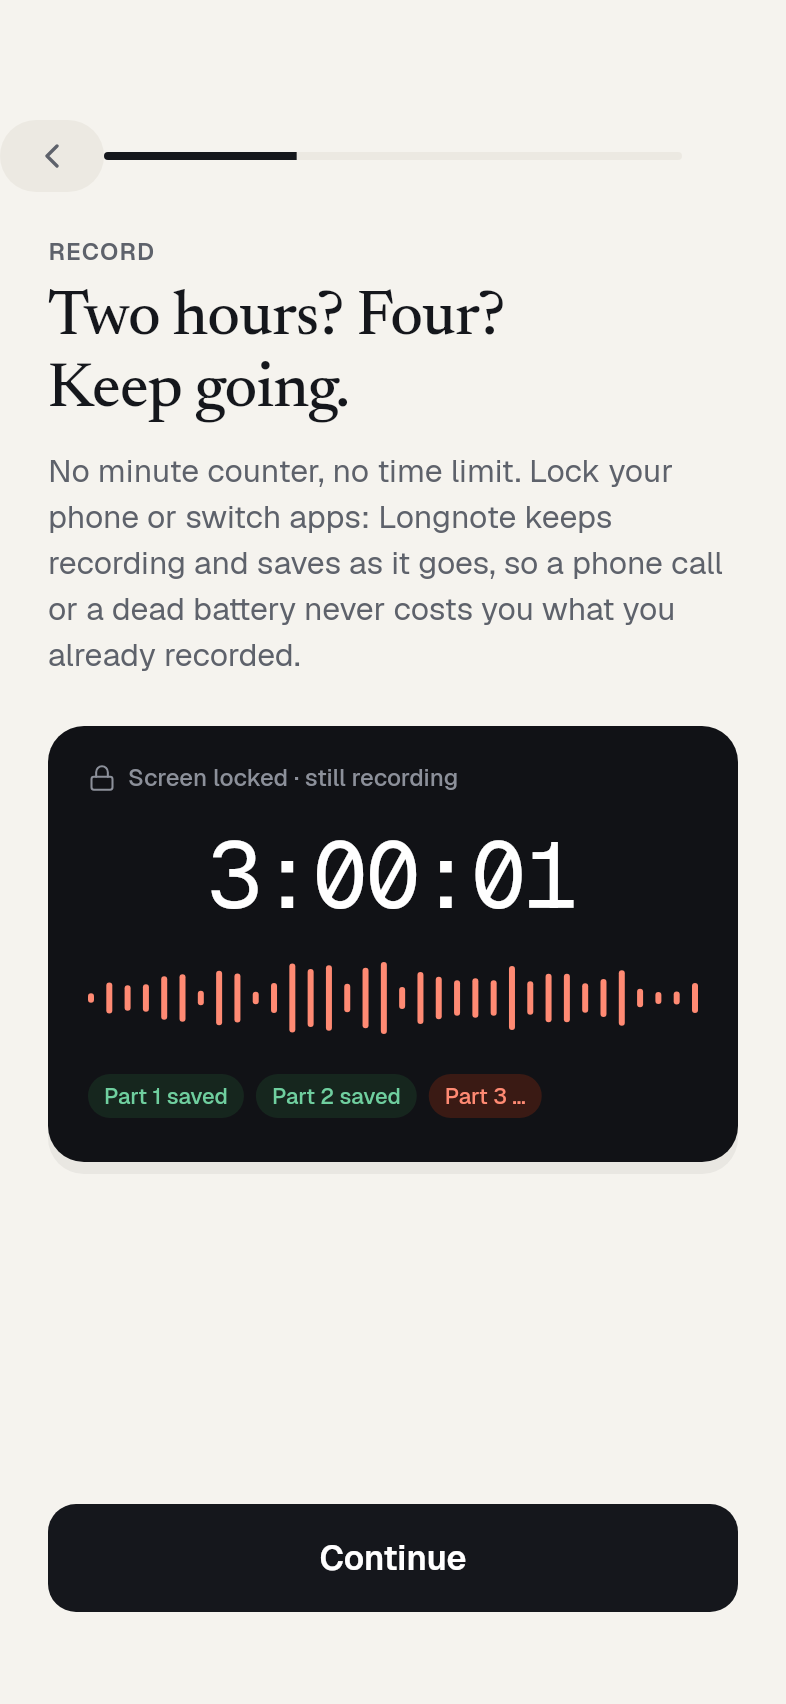 RECORD
Two hours? Four?
Keep going.
No minute counter, no time limit. Lock your
phone or switch apps: Longnote keeps
recording and saves as it goes, so a phone call
or a dead battery never costs you what you
already recorded.
Screen locked · still recording
3:00:01
Part 1 saved Part 2 saved Part 3 ...
Continue